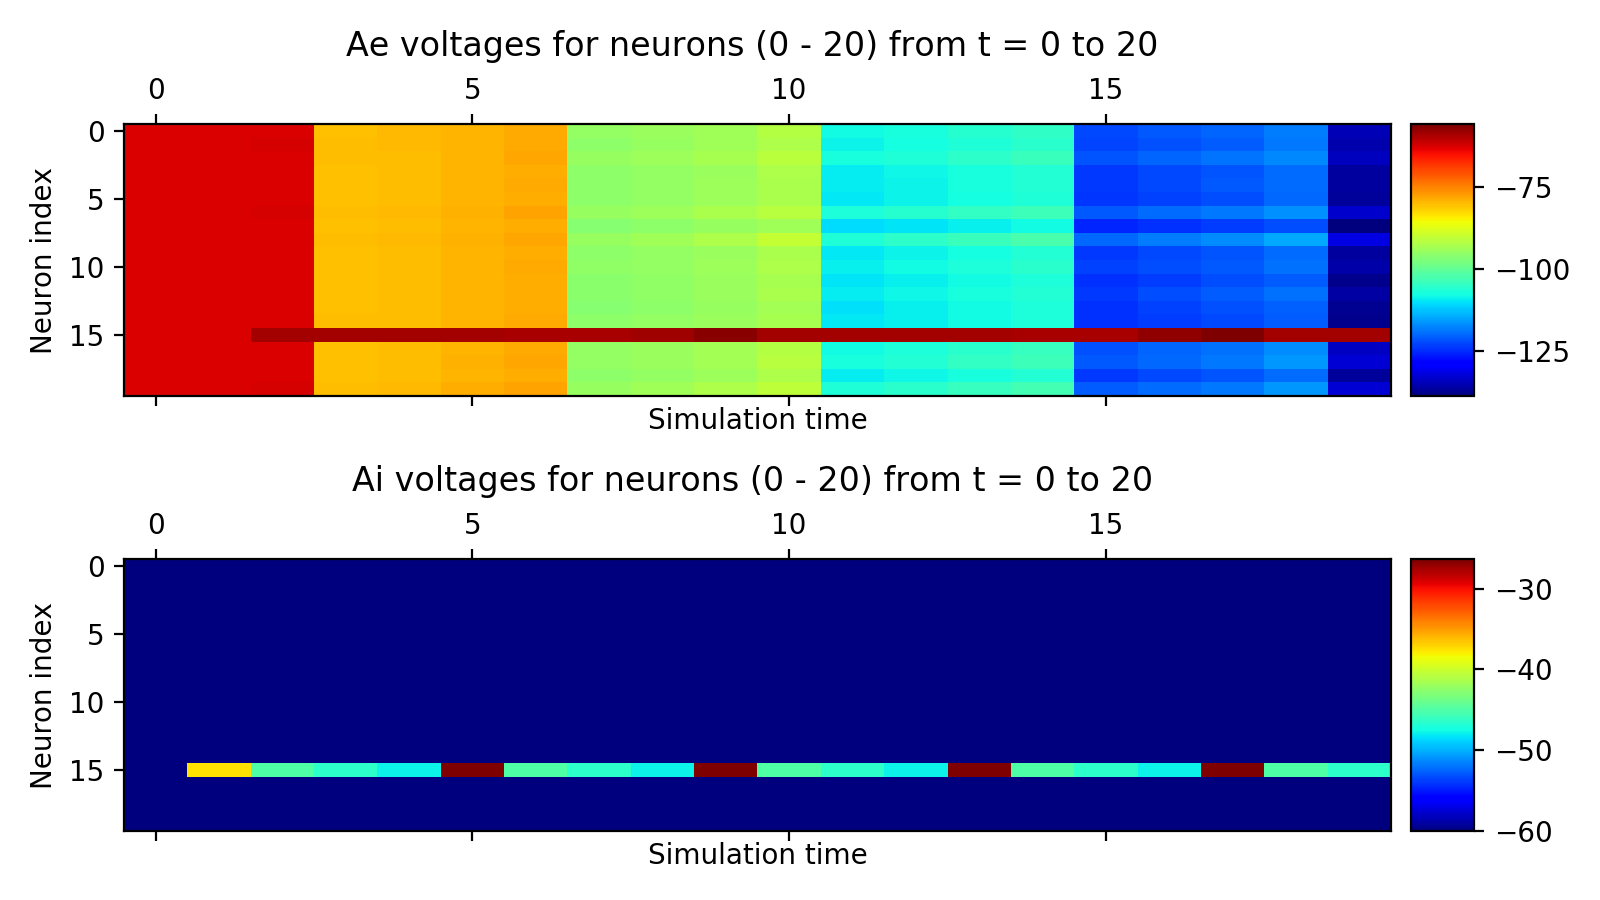 Ae voltages for neurons (0 - 20) from t = 0 to 20
0 5 10 15
Neuron index
0
5
10
15
Simulation time
−75
−100
−125
Ai voltages for neurons (0 - 20) from t = 0 to 20
0 5 10 15
Neuron index
0
5
10
15
Simulation time
−30
−40
−50
−60